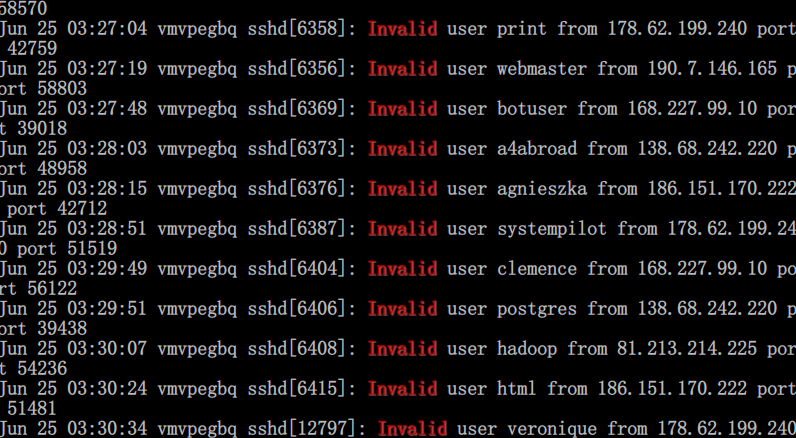 58570
Jun 25 03:27:04 vmvpegbq sshd[6358]: Invalid user print from 178.62.199.240 port
42759
Jun 25 03:27:19 vmvpegbq sshd[6356]: Invalid user webmaster from 190.7.146.165 p
ort 58803
Jun 25 03:27:48 vmvpegbq sshd[6369]: Invalid user botuser from 168.227.99.10 por
t 39018
Jun 25 03:28:03 vmvpegbq sshd[6373]: Invalid user a4abroad from 138.68.242.220 p
ort 48958
Jun 25 03:28:15 vmvpegbq sshd[6376]: Invalid user agnieszka from 186.151.170.222
port 42712
Jun 25 03:28:51 vmvpegbq sshd[6387]: Invalid user systempilot from 178.62.199.24
0 port 51519
Jun 25 03:29:49 vmvpegbq sshd[6404]: Invalid user clemence from 168.227.99.10 po
rt 56122
Jun 25 03:29:51 vmvpegbq sshd[6406]: Invalid user postgres from 138.68.242.220 p
ort 39438
Jun 25 03:30:07 vmvpegbq sshd[6408]: Invalid user hadoop from 81.213.214.225 por
t 54236
Jun 25 03:30:24 vmvpegbq sshd[6415]: Invalid user html from 186.151.170.222 port
51481
Jun 25 03:30:34 vmvpegbq sshd[12797]: Invalid user veronique from 178.62.199.240